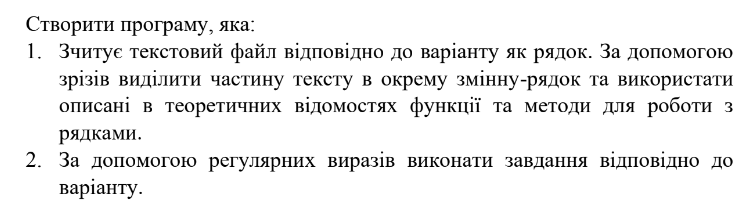 Створити програму, яка:
1. Зчитує текстовий файл відповідно до варіанту як рядок. За допомогою
зрізів виділити частину тексту в окрему змінну-рядок та використати
описані в теоретичних відомостях функції та методи для роботи з
рядками.
2. За допомогою регулярних виразів виконати завдання відповідно до
варіанту.